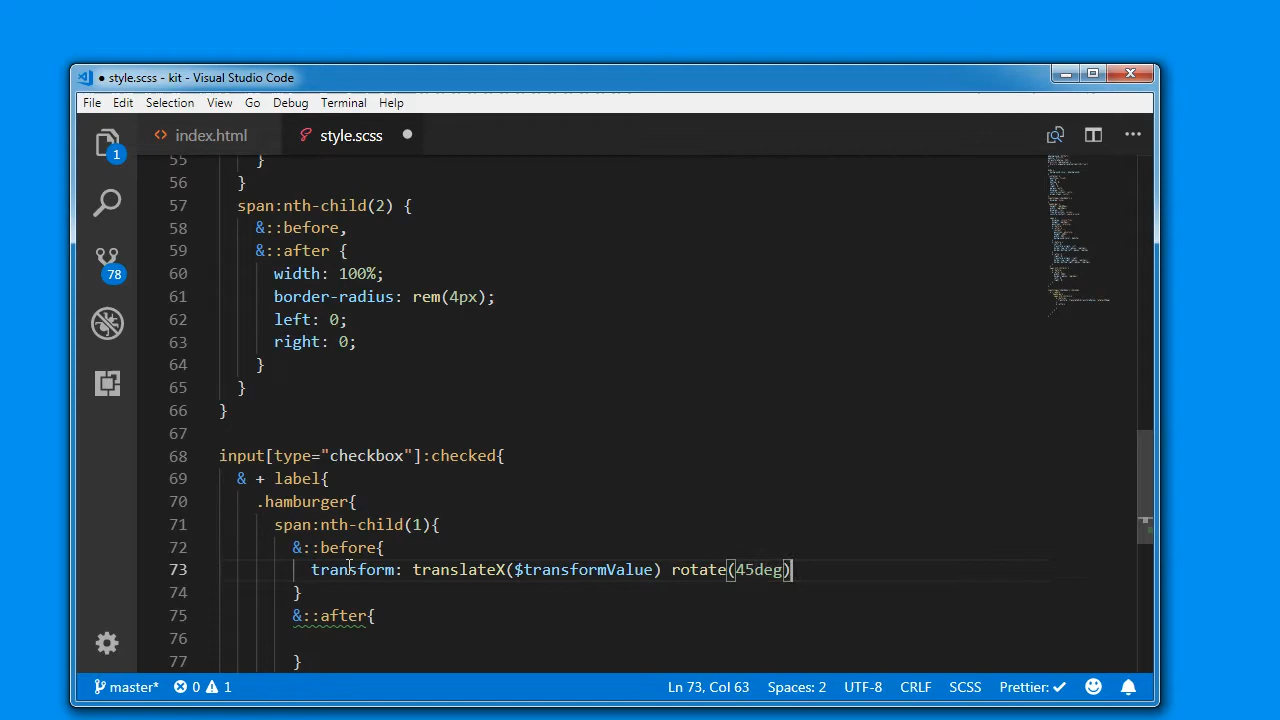 style.scss - kit - Visual Studio Code
File Edit Selection View Go Debug Terminal Help
index.html style.scss
1
78
55 }
56 }
57 span:nth-child(2) {
58 &::before,
59 &::after {
60 width: 100%;
61 border-radius: rem(4px);
62 left: 0;
63 right: 0;
64 }
65 }
66 }
67
68 input[type="checkbox"]:checked{
69 & + label{
70 .hamburger{
71 span:nth-child(1){
72 &::before{
73 transform: translateX($transformValue) rotate(45deg)
74 }
75 &::after{
76
77 }
master* 0 1 Ln 73, Col 63 Spaces: 2 UTF-8 CRLF SCSS Prettier: ✓